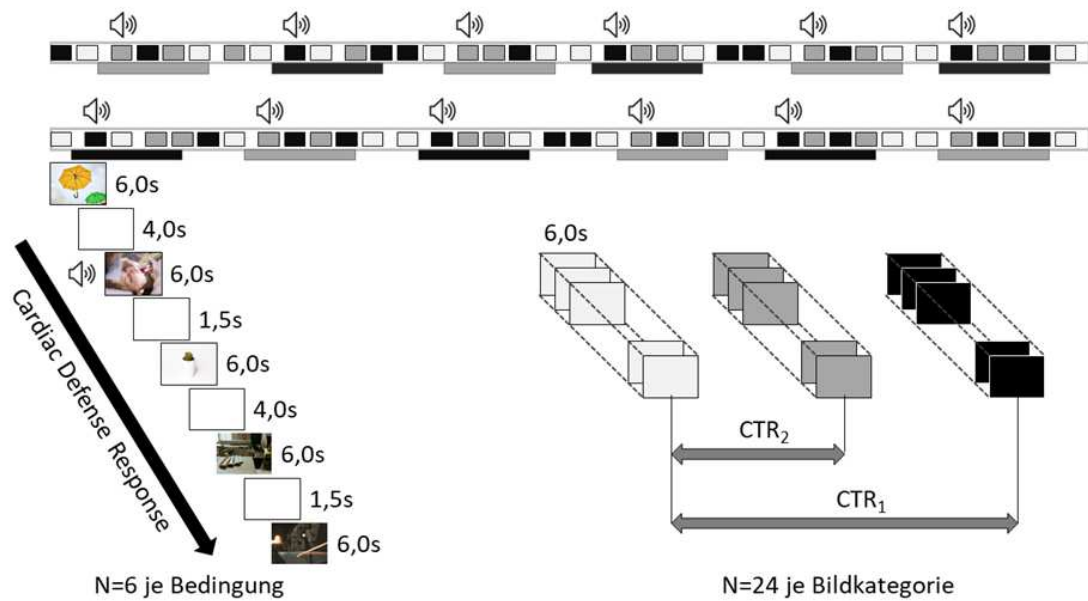 6,0s
4,0s
6,0s
1,5s
6,0s
4,0s
6,0s
1,5s
6,0s
Cardiac Defense Response
N=6 je Bedingung
6,0s
CTR₂
CTR₁
N=24 je Bildkategorie